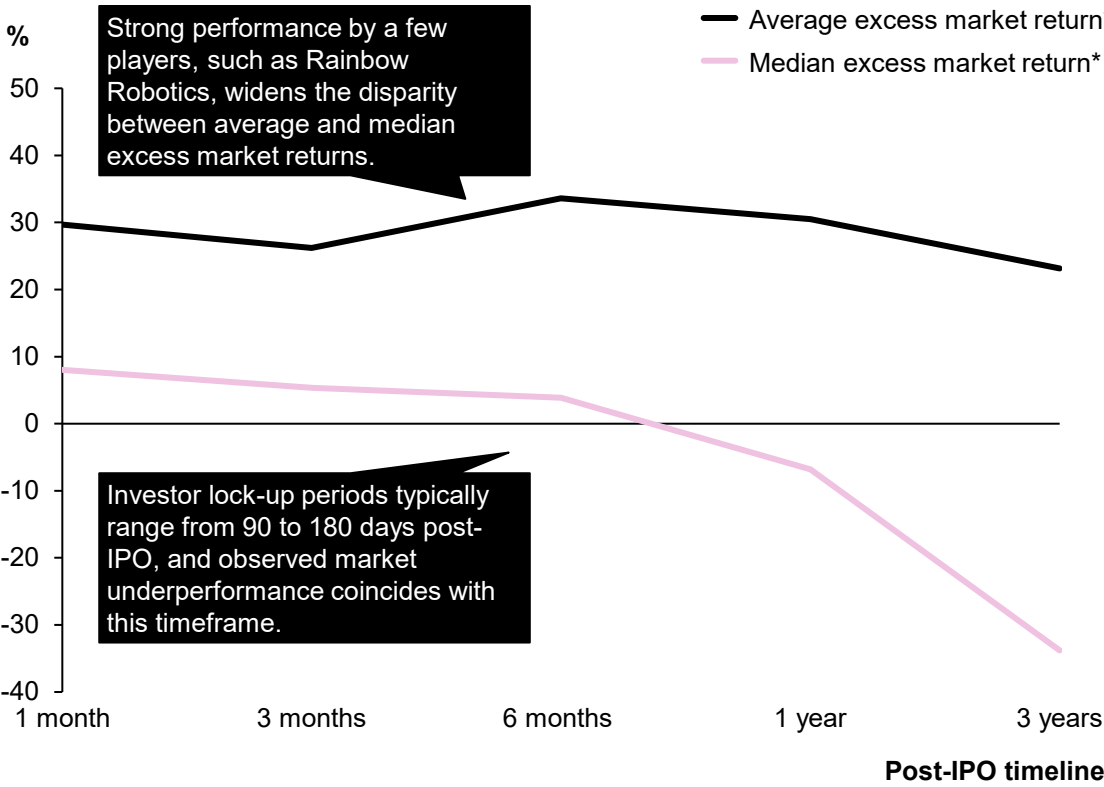 %
Strong performance by a few
players, such as Rainbow
Robotics, widens the disparity
between average and median
excess market returns.
Average excess market return
Median excess market return*
50
40
30
20
10
0
-10
-20
-30
-40
Investor lock-up periods typically
range from 90 to 180 days post-
IPO, and observed market
underperformance coincides with
this timeframe.
1 month
3 months
6 months
1 year
3 years
Post-IPO timeline